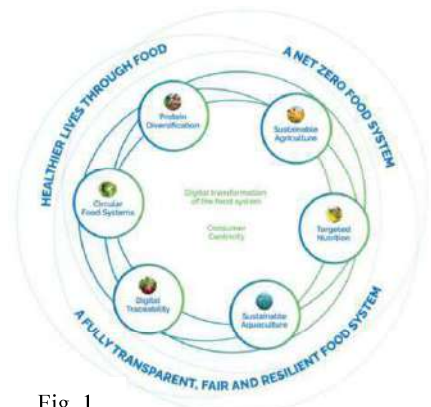 HEALTHIER LIVES THROUGH FOOD
A NET ZERO FOOD SYSTEM
Protein
Diversification
Sustainable
Agriculture
Circular
Food Systems
Digital transformation
of the food system
Consumer
Centricity
Targeted
Nutrition
Digital
Traceability
Sustainable
Aquaculture
A FULLY TRANSPARENT, FAIR AND RESILIENT FOOD SYSTEM
Fig. 1